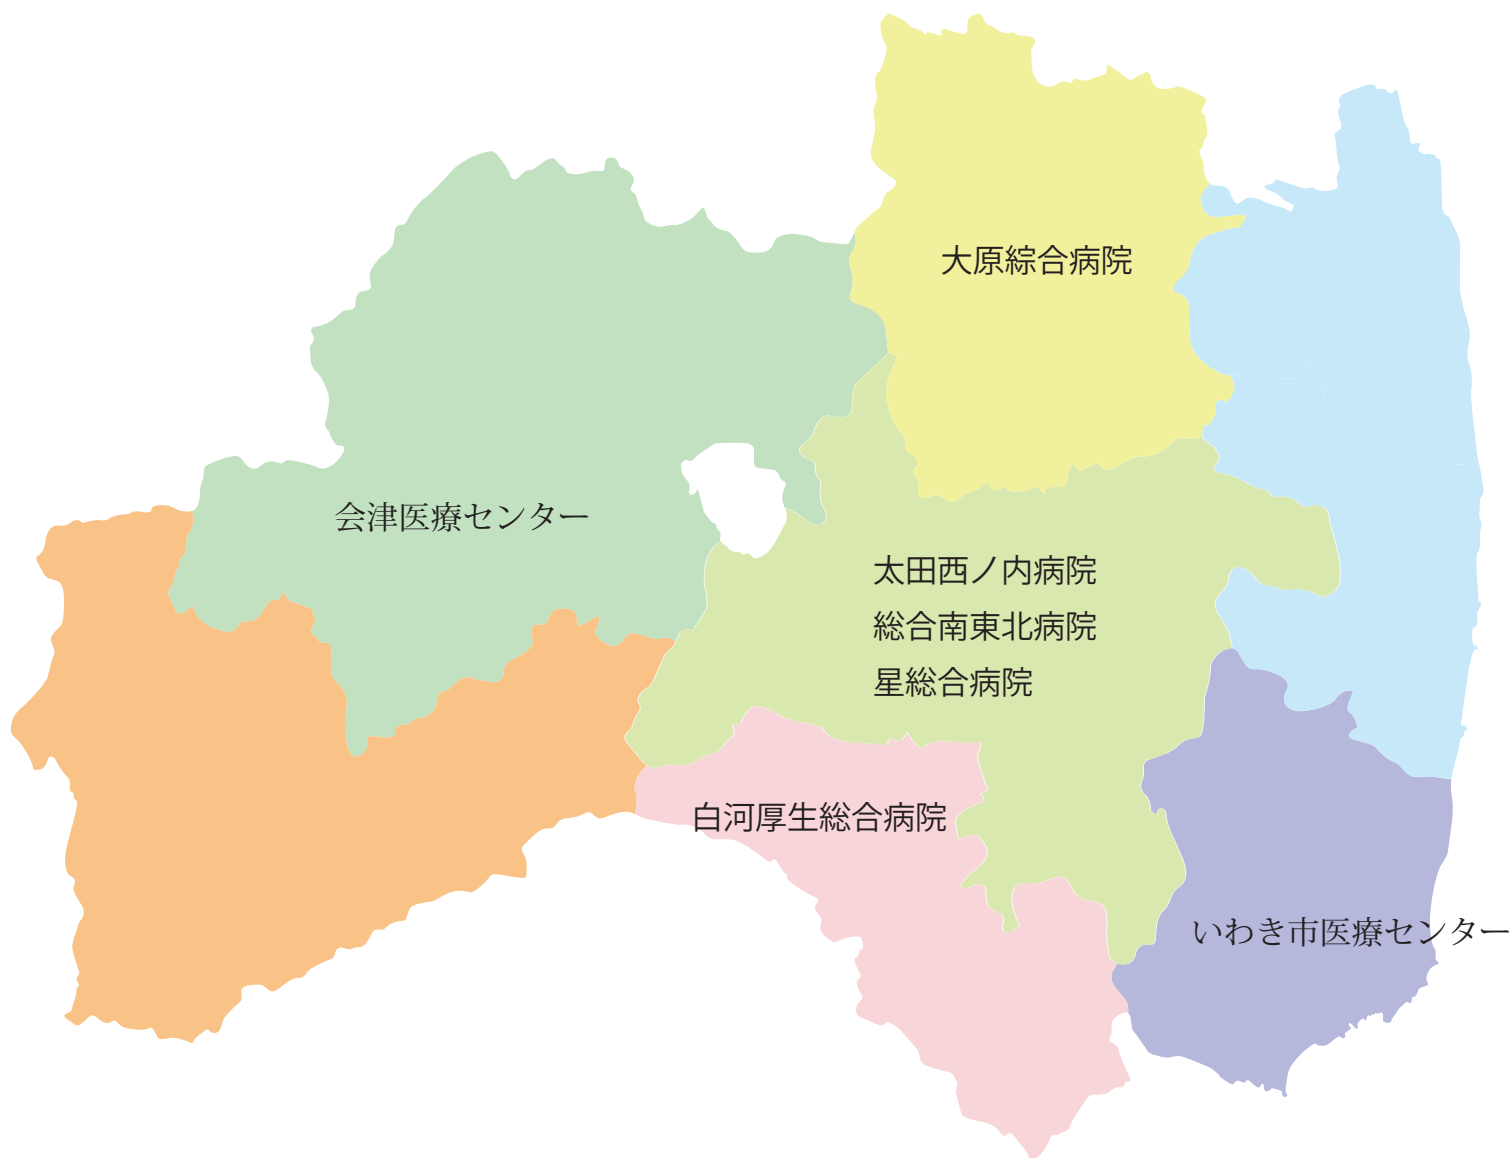 大原綜合病院
会津医療センター
太田西ノ内病院
総合南東北病院
星総合病院
白河厚生総合病院
いわき市医療センター